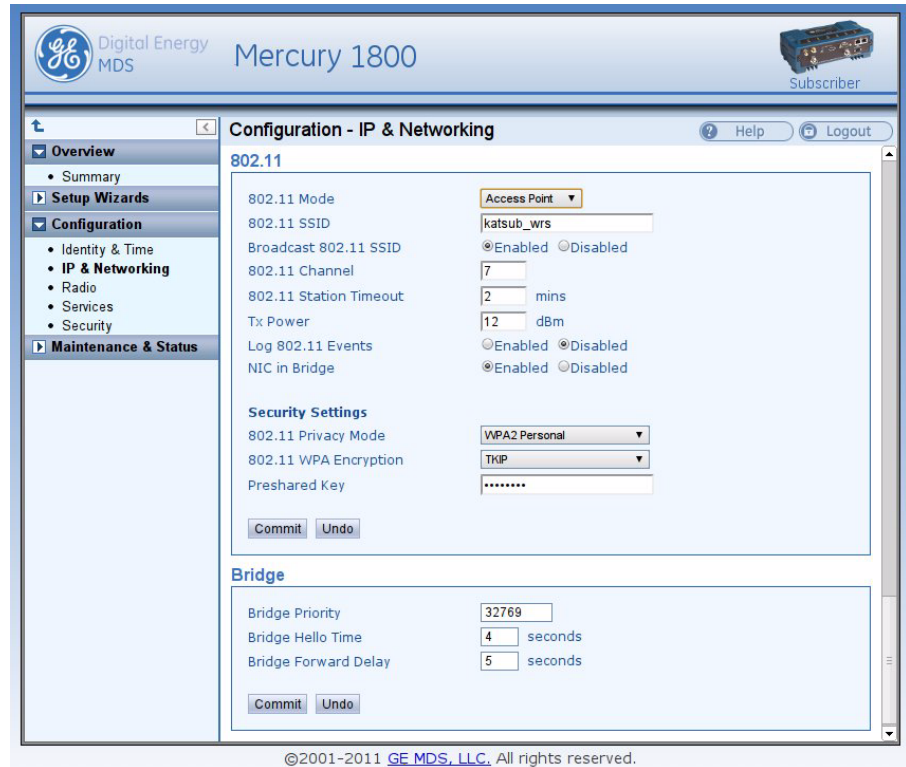 GE Digital Energy
MDS
Mercury 1800
Subscriber
Overview
• Summary
Setup Wizards
Configuration
• Identity & Time
• IP & Networking
• Radio
• Services
• Security
Maintenance & Status
Configuration - IP & Networking
? Help
Logout
802.11
802.11 Mode Access Point ▼
802.11 SSID katsub_wrs
Broadcast 802.11 SSID Enabled Disabled
802.11 Channel 7
802.11 Station Timeout 2 mins
Tx Power 12 dBm
Log 802.11 Events Enabled Disabled
NIC in Bridge Enabled Disabled
Security Settings
802.11 Privacy Mode WPA2 Personal ▼
802.11 WPA Encryption TKIP ▼
Preshared Key ••••••••
Commit Undo
Bridge
Bridge Priority 32769
Bridge Hello Time 4 seconds
Bridge Forward Delay 5 seconds
Commit Undo
©2001-2011 GE MDS, LLC. All rights reserved.